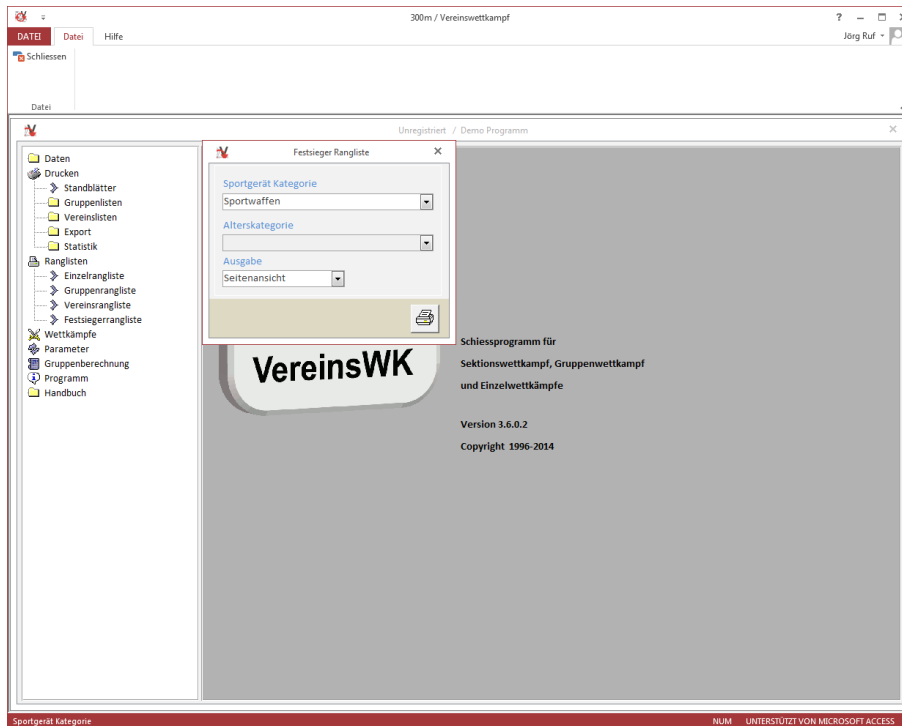 300m / Vereinswettkampf
?
DATEI
Datei
Hilfe
Jörg Ruf
Schliessen
Datei
Unregistriert / Demo Programm
Daten
Drucken
Standblätter
Gruppenlisten
Vereinslisten
Export
Statistik
Ranglisten
Einzelrangliste
Gruppenrangliste
Vereinsrangliste
Festsiegerrangliste
Wettkämpfe
Parameter
Gruppenberechnung
Programm
Handbuch
Festsieger Rangliste
Sportgerät Kategorie
Sportwaffen
Alterskategorie
Ausgabe
Seitenansicht
VereinsWK
Schiessprogramm für
Sektionswettkampf, Gruppenwettkampf
und Einzelwettkämpfe
Version 3.6.0.2
Copyright 1996-2014
Sportgerät Kategorie
NUM
UNTERSTÜTZT VON MICROSOFT ACCESS